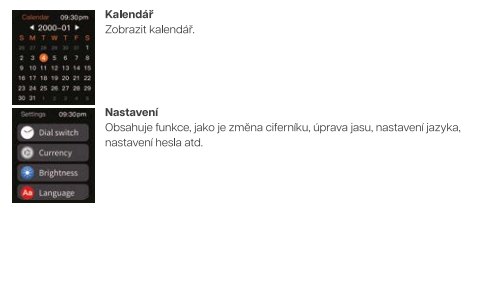 Calendar 09:30pm
◀ 2000-01 ▶
S M T W T F S
26 27 28 29 30 31 1
2 3 4 5 6 7 8
9 10 11 12 13 14 15
16 17 18 19 20 21 22
23 24 25 26 27 28 29
30 31 1 2 3 4
Kalendář
Zobrazit kalendář.
Settings 09:30pm
Dial switch
Currency
Brightness
Aa Language
Nastavení
Obsahuje funkce, jako je změna ciferníku, úprava jasu, nastavení jazyka,
nastavení hesla atd.